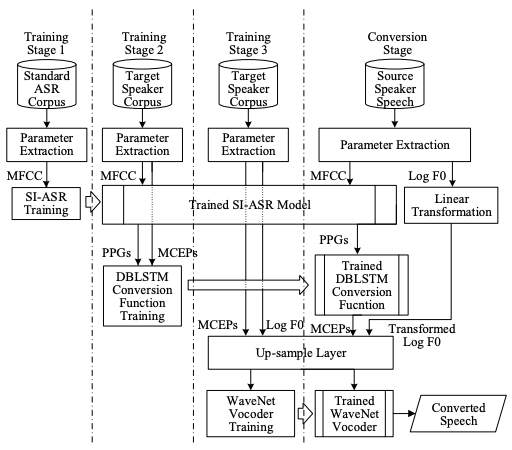 Training
Stage 1
Training
Stage 2
Training
Stage 3
Conversion
Stage
Standard
ASR
Corpus
Target
Speaker
Corpus
Target
Speaker
Corpus
Source
Speaker
Speech
Parameter
Extraction
Parameter
Extraction
Parameter
Extraction
Parameter Extraction
MFCC
MFCC
MFCC
Log F0
SI-ASR
Training
Trained SI-ASR Model
Linear
Transformation
PPGs
MCEPs
PPGs
DBLSTM
Conversion
Function
Training
Trained
DBLSTM
Conversion
Fucntion
MCEPs
Log F0
MCEPs
Transformed
Log F0
Up-sample Layer
WaveNet
Vocoder
Training
Trained
WaveNet
Vocoder
Converted
Speech